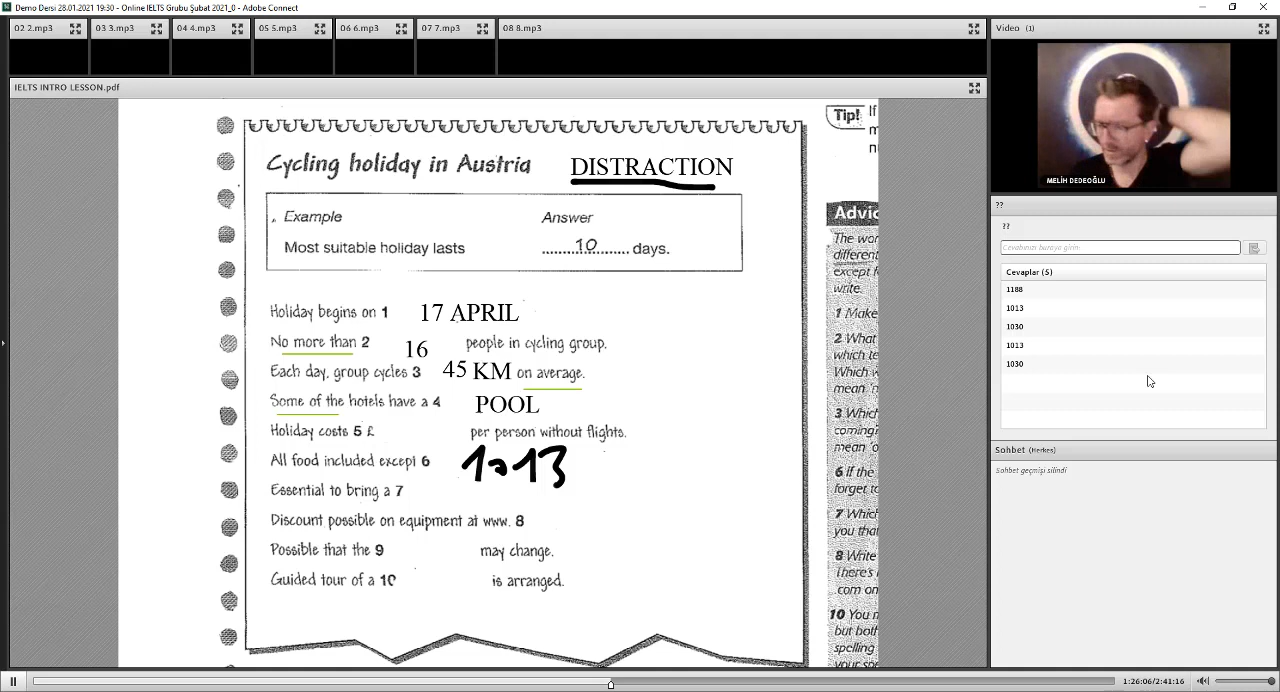 Demo Dersi 28.01.2021 19:30 - Online IELTS Grubu Şubat 2021_0 - Adobe Connect
02 2.mp3
03 3.mp3
04 4.mp3
05 5.mp3
06 6.mp3
07 7.mp3
08 8.mp3
Video (1)
IELTS INTRO LESSON.pdf
Cycling holiday in Austria DISTRACTION
Example Answer
Most suitable holiday lasts 10 days.
Holiday begins on 1 17 APRIL
No more than 2 16 people in cycling group.
Each day, group cycles 3 45 KM on average.
Some of the hotels have a 4 POOL
Holiday costs 5 £ per person without flights.
All food included except 6 1013
Essential to bring a 7
Discount possible on equipment at www. 8
Possible that the 9 may change.
Guided tour of a 10 is arranged.
Tip! If
Advic
The wor
different
except f
write.
1 Make
2 What
which te
Which w
mean
3 Which
coming
mean 'o
6 If the
forget to
7 Which
you that
8 Write
There's
com on
10 You
but both
spelling
your spe
MELİH DEDEOĞLU
??
??
Cevabınızı buraya girin
Cevaplar (5)
1188
1013
1030
1013
1030
Sohbet (Herkes)
Sohbet geçmişi silindi
1:26:06/2:41:16